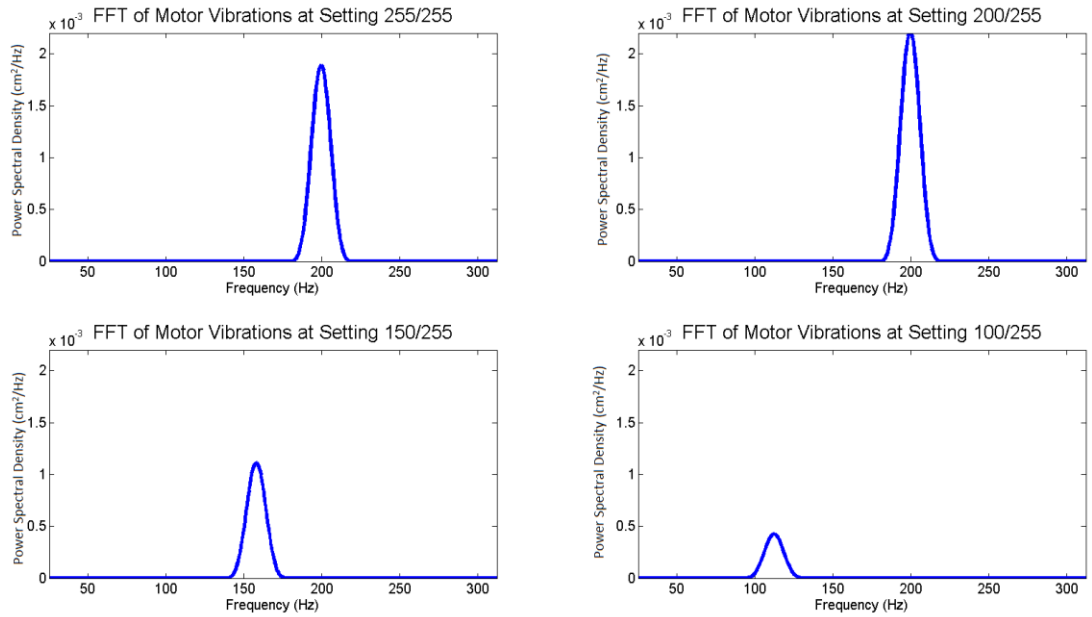 x 10⁻³ FFT of Motor Vibrations at Setting 255/255
Power Spectral Density (cm²/Hz)
2
1.5
1
0.5
0
50 100 150 200 250 300
Frequency (Hz)
x 10⁻³ FFT of Motor Vibrations at Setting 200/255
Power Spectral Density (cm²/Hz)
2
1.5
1
0.5
0
50 100 150 200 250 300
Frequency (Hz)
x 10⁻³ FFT of Motor Vibrations at Setting 150/255
Power Spectral Density (cm²/Hz)
2
1.5
1
0.5
0
50 100 150 200 250 300
Frequency (Hz)
x 10⁻³ FFT of Motor Vibrations at Setting 100/255
Power Spectral Density (cm²/Hz)
2
1.5
1
0.5
0
50 100 150 200 250 300
Frequency (Hz)